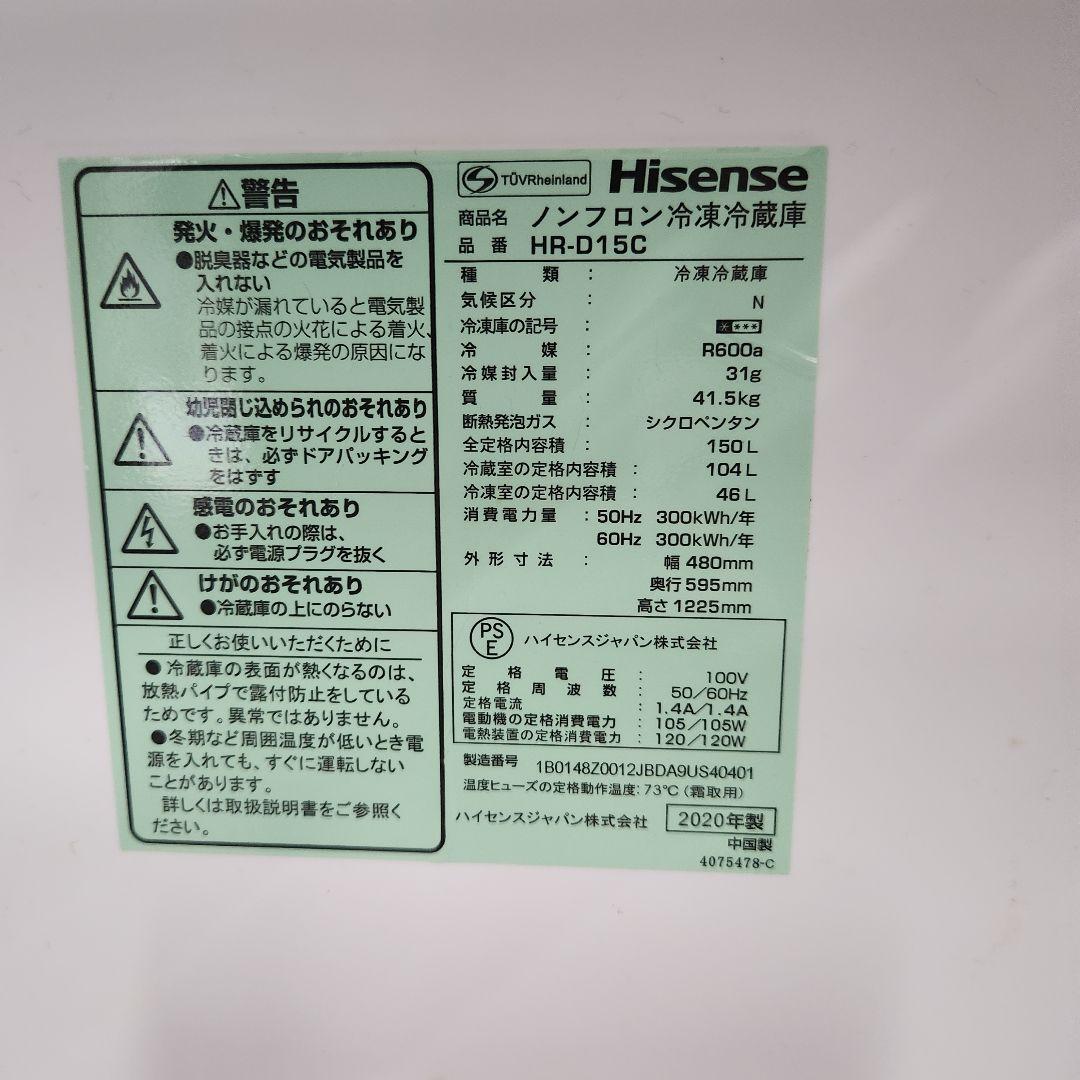 警告
発火・爆発のおそれあり
●脱臭器などの電気製品を
入れない
冷媒が漏れていると電気製
品の接点の火花による着火、
着火による爆発の原因にな
ります。
幼児閉じ込められのおそれあり
●冷蔵庫をリサイクルすると
きは、必ずドアパッキング
をはずす
感電のおそれあり
●お手入れの際は、
必ず電源プラグを抜く
けがのおそれあり
●冷蔵庫の上にのらない
正しくお使いいただくために
●冷蔵庫の表面が熱くなるのは、
放熱パイプで露付防止をしている
ためです。異常ではありません。
●冬期など周囲温度が低いとき電
源を入れても、すぐに運転しない
ことがあります。
詳しくは取扱説明書をご参照く
ださい。
TÜVRheinland Hisense
商品名 ノンフロン冷凍冷蔵庫
品番 HR-D15C
種類 : 冷凍冷蔵庫
気候区分 : N
冷凍庫の記号 : * ***
冷媒 : R600a
冷媒封入量 : 31g
質量 : 41.5kg
断熱発泡ガス : シクロペンタン
全定格内容積 : 150L
冷蔵室の定格内容積 : 104L
冷凍室の定格内容積 : 46L
消費電力量 : 50Hz 300kWh/年
60Hz 300kWh/年
外形寸法 : 幅 480mm
奥行 595mm
高さ 1225mm
PSE ハイセンスジャパン株式会社
定格電圧 : 100V
定格周波数 : 50/60Hz
定格電流 : 1.4A/1.4A
電動機の定格消費電力 : 105/105W
電熱装置の定格消費電力 : 120/120W
製造番号 1B0148Z0012JBDA9US40401
温度ヒューズの定格動作温度:73℃(霜取用)
ハイセンスジャパン株式会社 2020年製
中国製
4075478-C